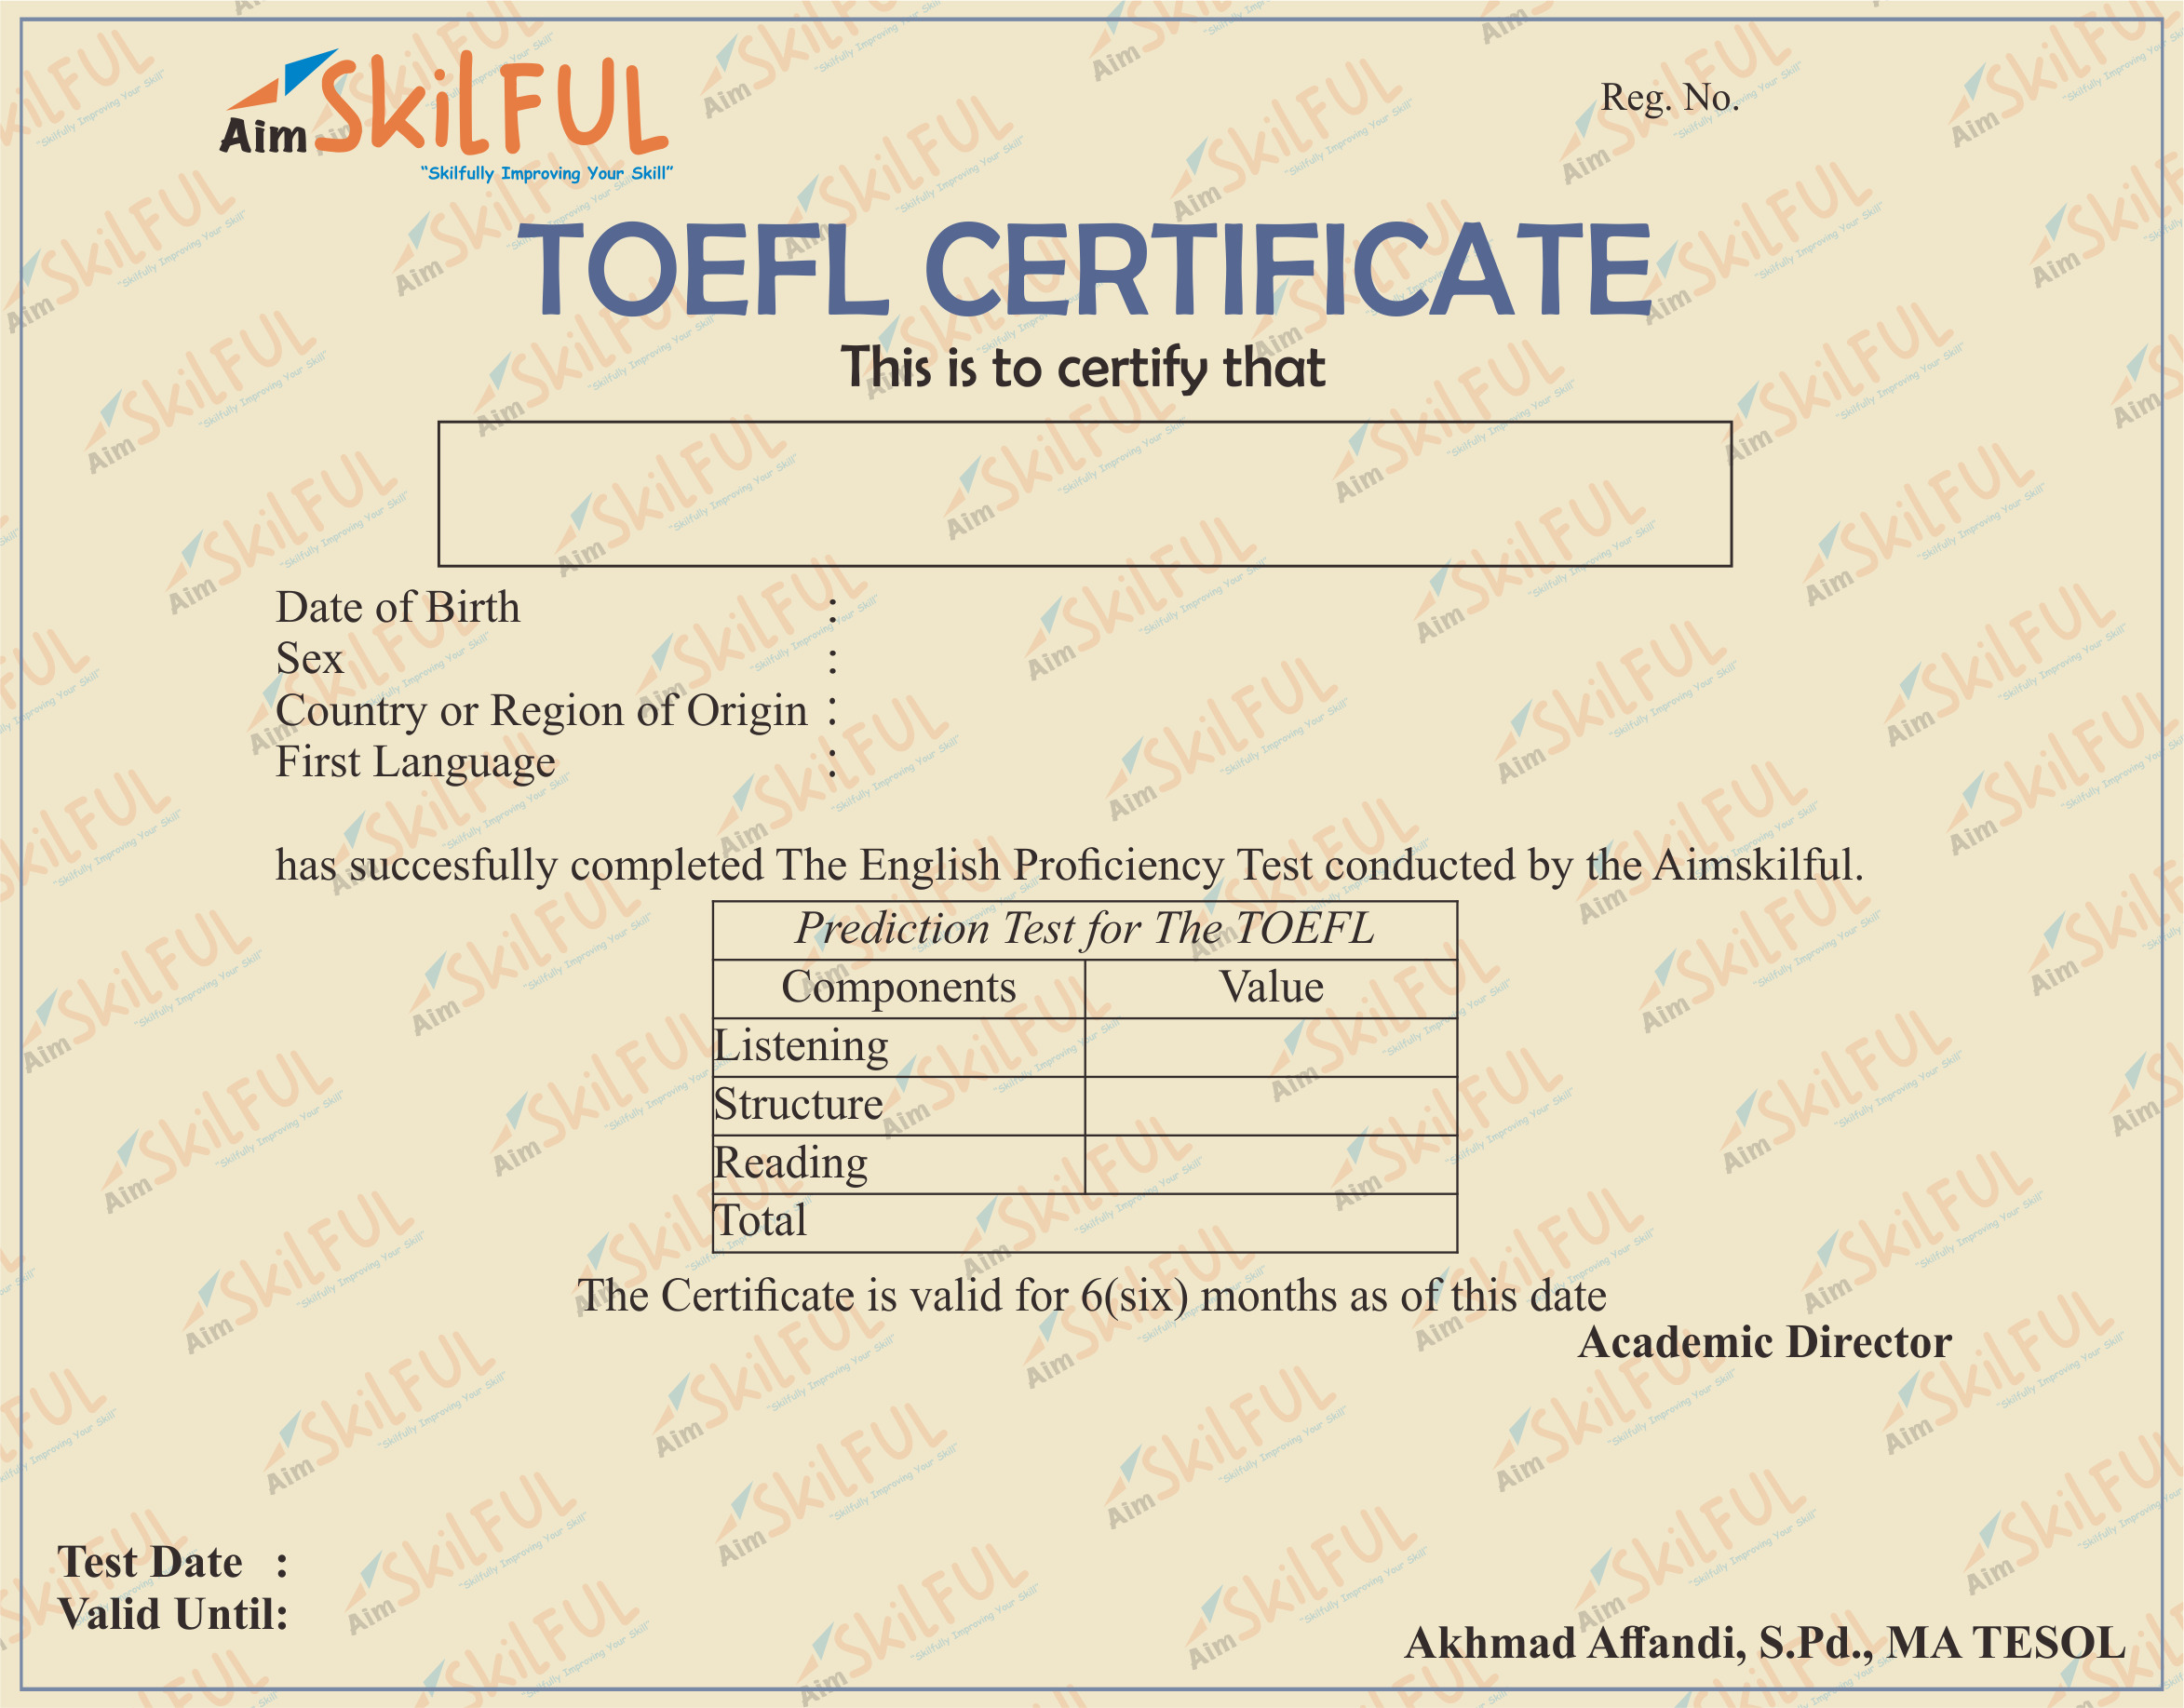 Aim SkilFUL
“Skilfully Improving Your Skill”
Reg. No.
TOEFL CERTIFICATE
This is to certify that
Date of Birth :
Sex :
Country or Region of Origin :
First Language :
has succesfully completed The English Proficiency Test conducted by the Aimskilful.
Prediction Test for The TOEFL
Components Value
Listening
Structure
Reading
Total
The Certificate is valid for 6(six) months as of this date
Academic Director
Test Date :
Valid Until:
Akhmad Affandi, S.Pd., MA TESOL